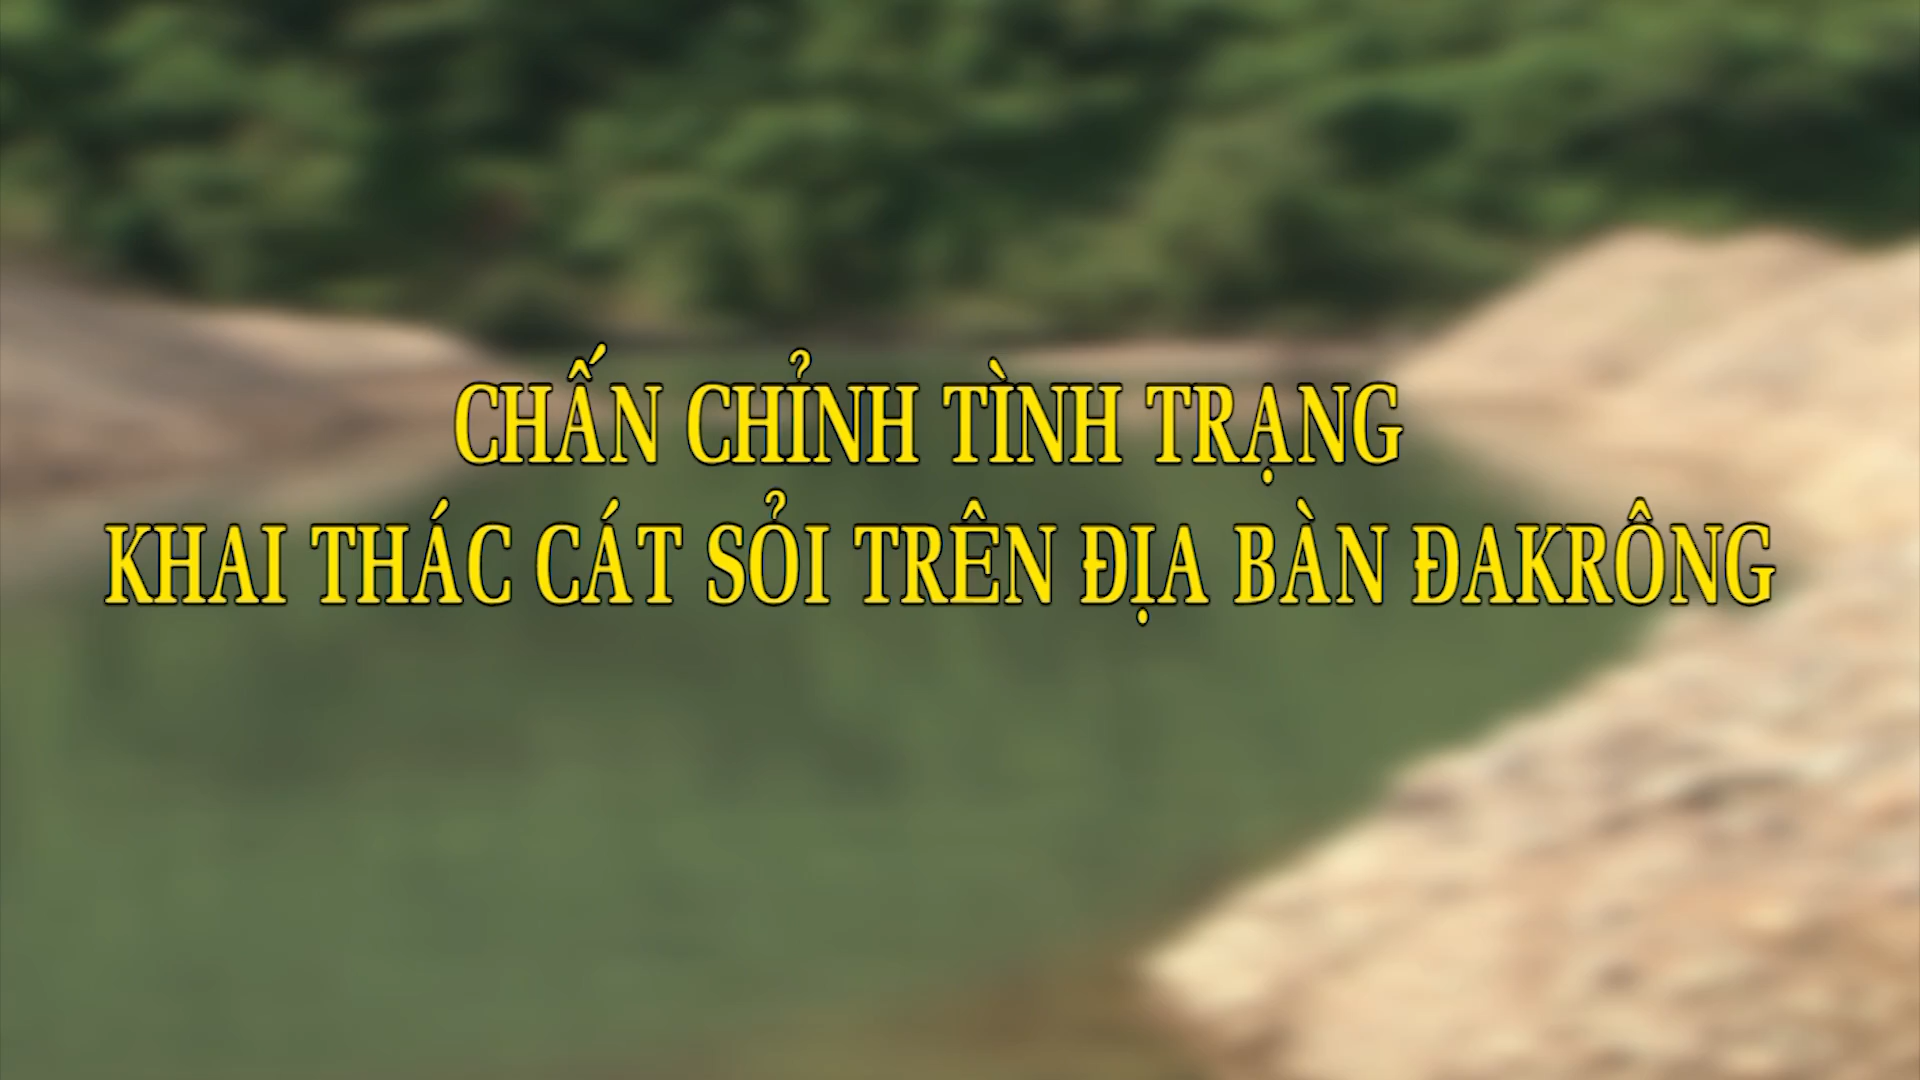 CHẤN CHỈNH TÌNH TRẠNG
KHAI THÁC CÁT SỎI TRÊN ĐỊA BÀN ĐAKRÔNG